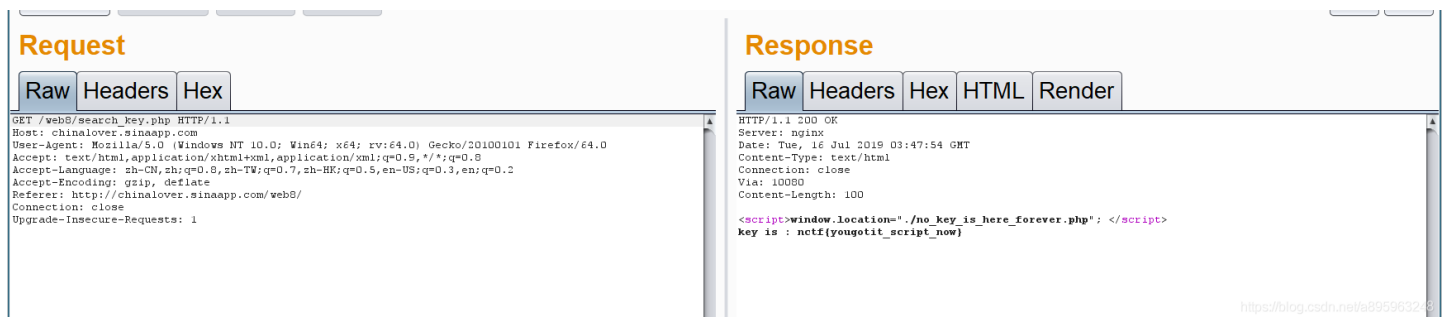 Request
Raw Headers Hex
GET /web8/search_key.php HTTP/1.1
Host: chinalover.sinaapp.com
User-Agent: Mozilla/5.0 (Windows NT 10.0; Win64; x64; rv:64.0) Gecko/20100101 Firefox/64.0
Accept: text/html,application/xhtml+xml,application/xml;q=0.9,*/*;q=0.8
Accept-Language: zh-CN,zh;q=0.8,zh-TW;q=0.7,zh-HK;q=0.5,en-US;q=0.3,en;q=0.2
Accept-Encoding: gzip, deflate
Referer: http://chinalover.sinaapp.com/web8/
Connection: close
Upgrade-Insecure-Requests: 1
Response
Raw Headers Hex HTML Render
HTTP/1.1 200 OK
Server: nginx
Date: Tue, 16 Jul 2019 03:47:54 GMT
Content-Type: text/html
Connection: close
Via: 10080
Content-Length: 100
<script>window.location="./no_key_is_here_forever.php"; </script>
key is : nctf{yougotit_script_now}
https://blog.csdn.net/a895963248